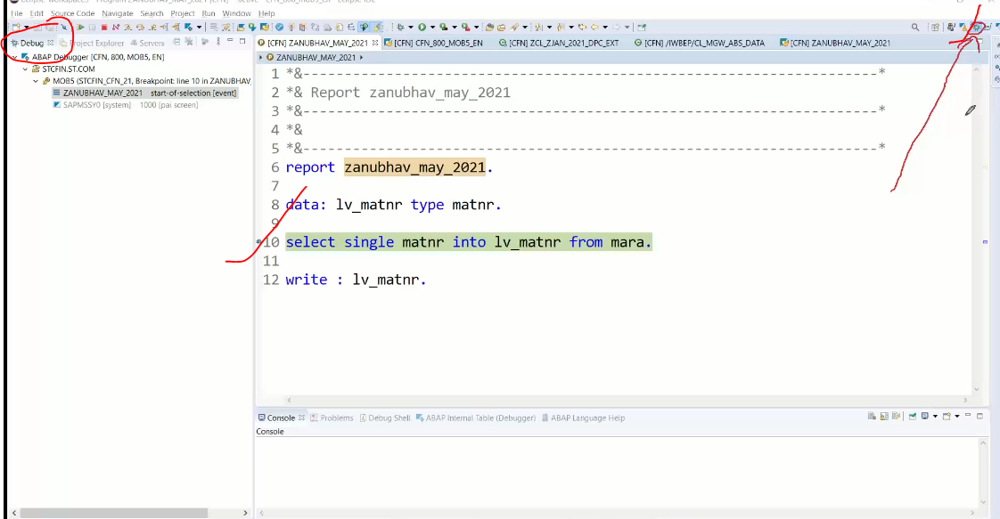 File Edit Source Code Navigate Search Project Run Window Help
Debug Project Explorer Servers
ABAP Debugger [CFN, 800, MOB5, EN]
STCFIN.ST.COM
MOB5 (STCFIN_CFN_21, Breakpoint: line 10 in ZANUBHAV_
ZANUBHAV_MAY_2021 start-of-selection [event]
SAPMSSY0 [system] 1000 [pai screen]
[CFN] ZANUBHAV_MAY_2021 [CFN] CFN_800_MOB5_EN [CFN] ZCL_ZJAN_2021_DPC_EXT [CFN] /IWBEP/CL_MGW_ABS_DATA [CFN] ZANUBHAV_MAY_2021
ZANUBHAV_MAY_2021
1 *&---------------------------------------------------------------------*
2 *& Report zanubhav_may_2021
3 *&---------------------------------------------------------------------*
4 *&
5 *&---------------------------------------------------------------------*
6 report zanubhav_may_2021.
7
8 data: lv_matnr type matnr.
9
10 select single matnr into lv_matnr from mara.
11
12 write : lv_matnr.
Console Problems Debug Shell ABAP Internal Table (Debugger) ABAP Language Help
Console